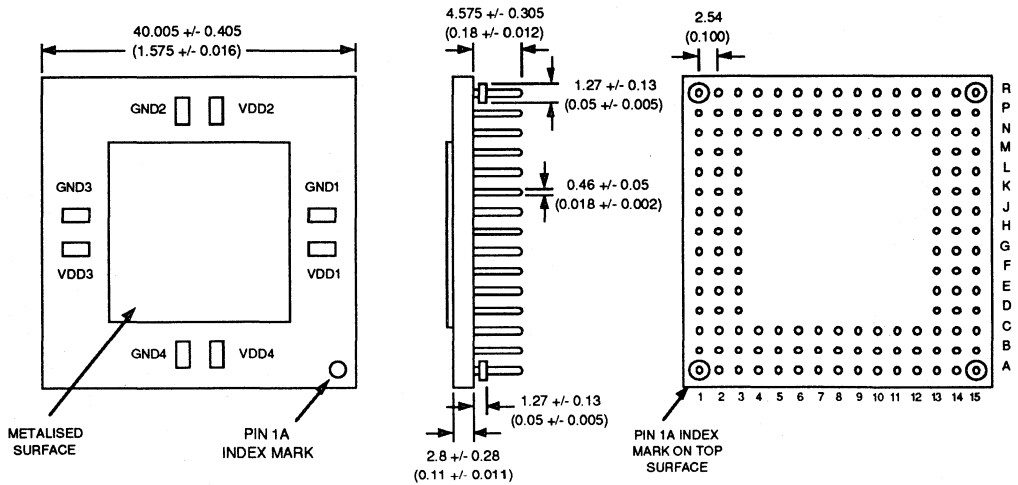 40.005 +/- 0.405
(1.575 +/- 0.016)
GND2
VDD2
GND3
GND1
VDD3
VDD1
GND4
VDD4
METALISED
SURFACE
PIN 1A
INDEX MARK
4.575 +/- 0.305
(0.18 +/- 0.012)
1.27 +/- 0.13
(0.05 +/- 0.005)
0.46 +/- 0.05
(0.018 +/- 0.002)
1.27 +/- 0.13
(0.05 +/- 0.005)
2.8 +/- 0.28
(0.11 +/- 0.011)
2.54
(0.100)
R
P
N
M
L
K
J
H
G
F
E
D
C
B
A
1 2 3 4 5 6 7 8 9 10 11 12 13 14 15
PIN 1A INDEX
MARK ON TOP
SURFACE